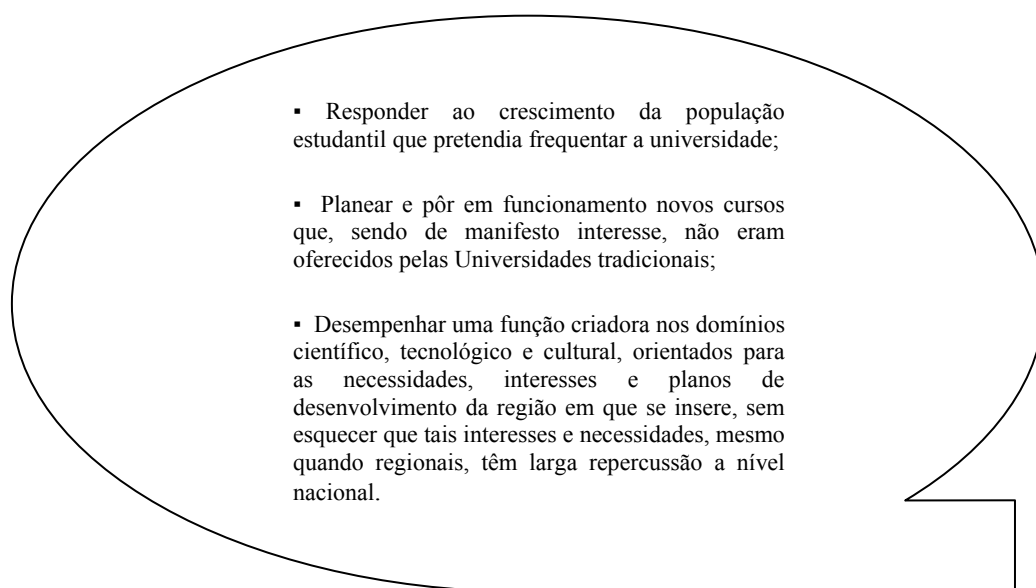 ▪ Responder ao crescimento da população
estudantil que pretendia frequentar a universidade;
▪ Planear e pôr em funcionamento novos cursos
que, sendo de manifesto interesse, não eram
oferecidos pelas Universidades tradicionais;
▪ Desempenhar uma função criadora nos domínios
científico, tecnológico e cultural, orientados para
as necessidades, interesses e planos de
desenvolvimento da região em que se insere, sem
esquecer que tais interesses e necessidades, mesmo
quando regionais, têm larga repercussão a nível
nacional.